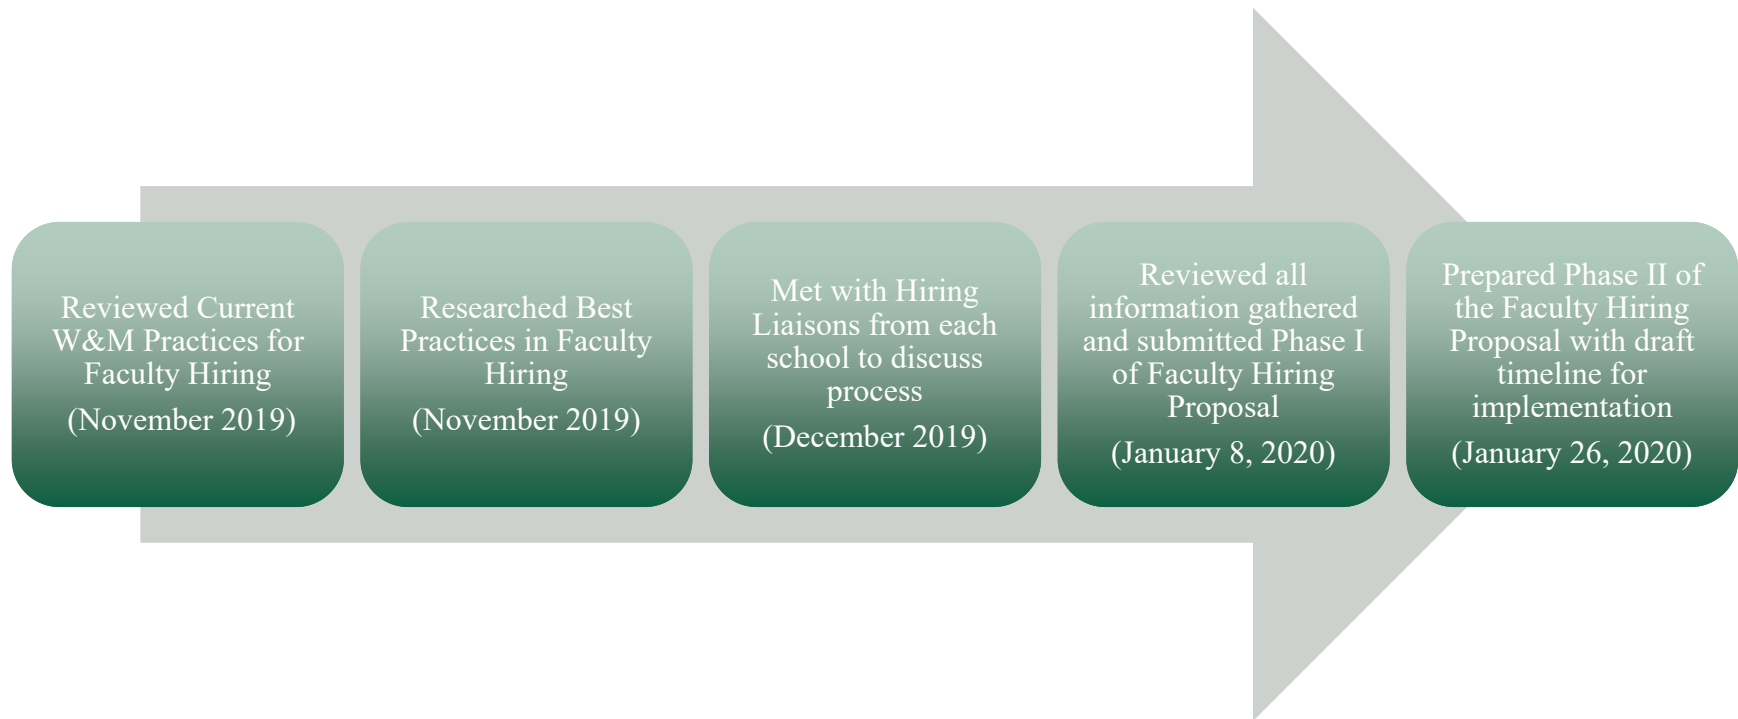 Reviewed Current
W&M Practices for
Faculty Hiring
(November 2019)
Researched Best
Practices in Faculty
Hiring
(November 2019)
Met with Hiring
Liaisons from each
school to discuss
process
(December 2019)
Reviewed all
information gathered
and submitted Phase I
of Faculty Hiring
Proposal
(January 8, 2020)
Prepared Phase II of
the Faculty Hiring
Proposal with draft
timeline for
implementation
(January 26, 2020)